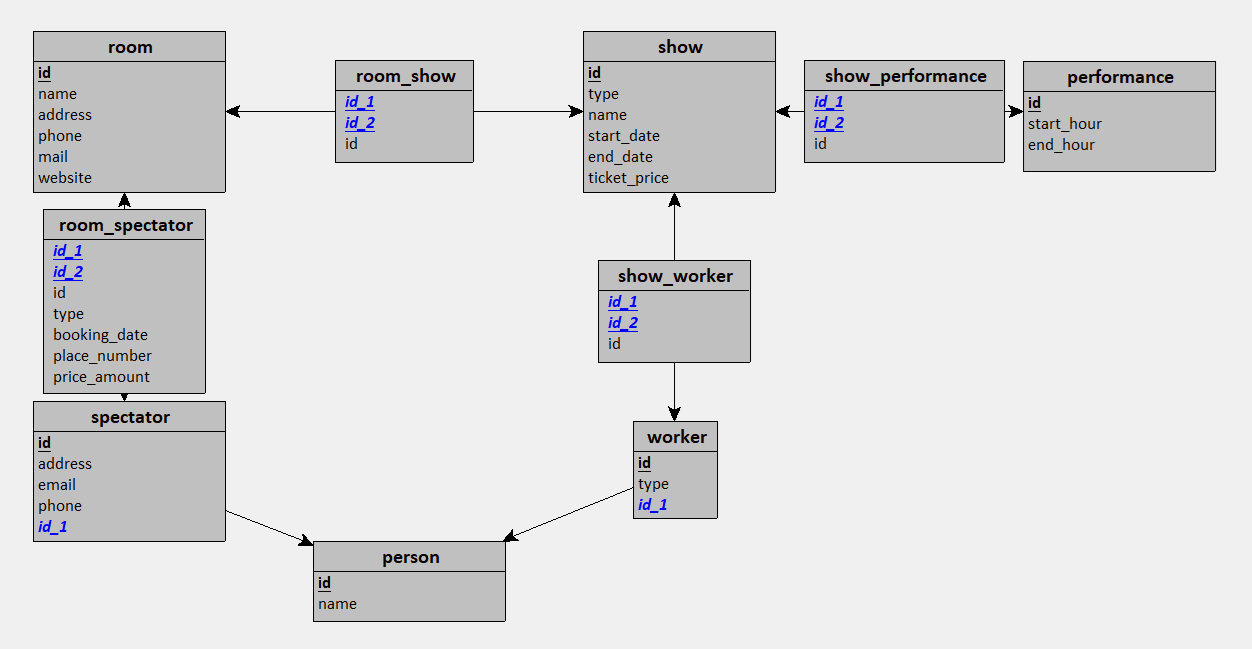 room
id
name
address
phone
mail
website
room_show
id_1
id_2
id
show
id
type
name
start_date
end_date
ticket_price
show_performance
id_1
id_2
id
performance
id
start_hour
end_hour
room_spectator
id_1
id_2
id
type
booking_date
place_number
price_amount
show_worker
id_1
id_2
id
spectator
id
address
email
phone
id_1
worker
id
type
id_1
person
id
name